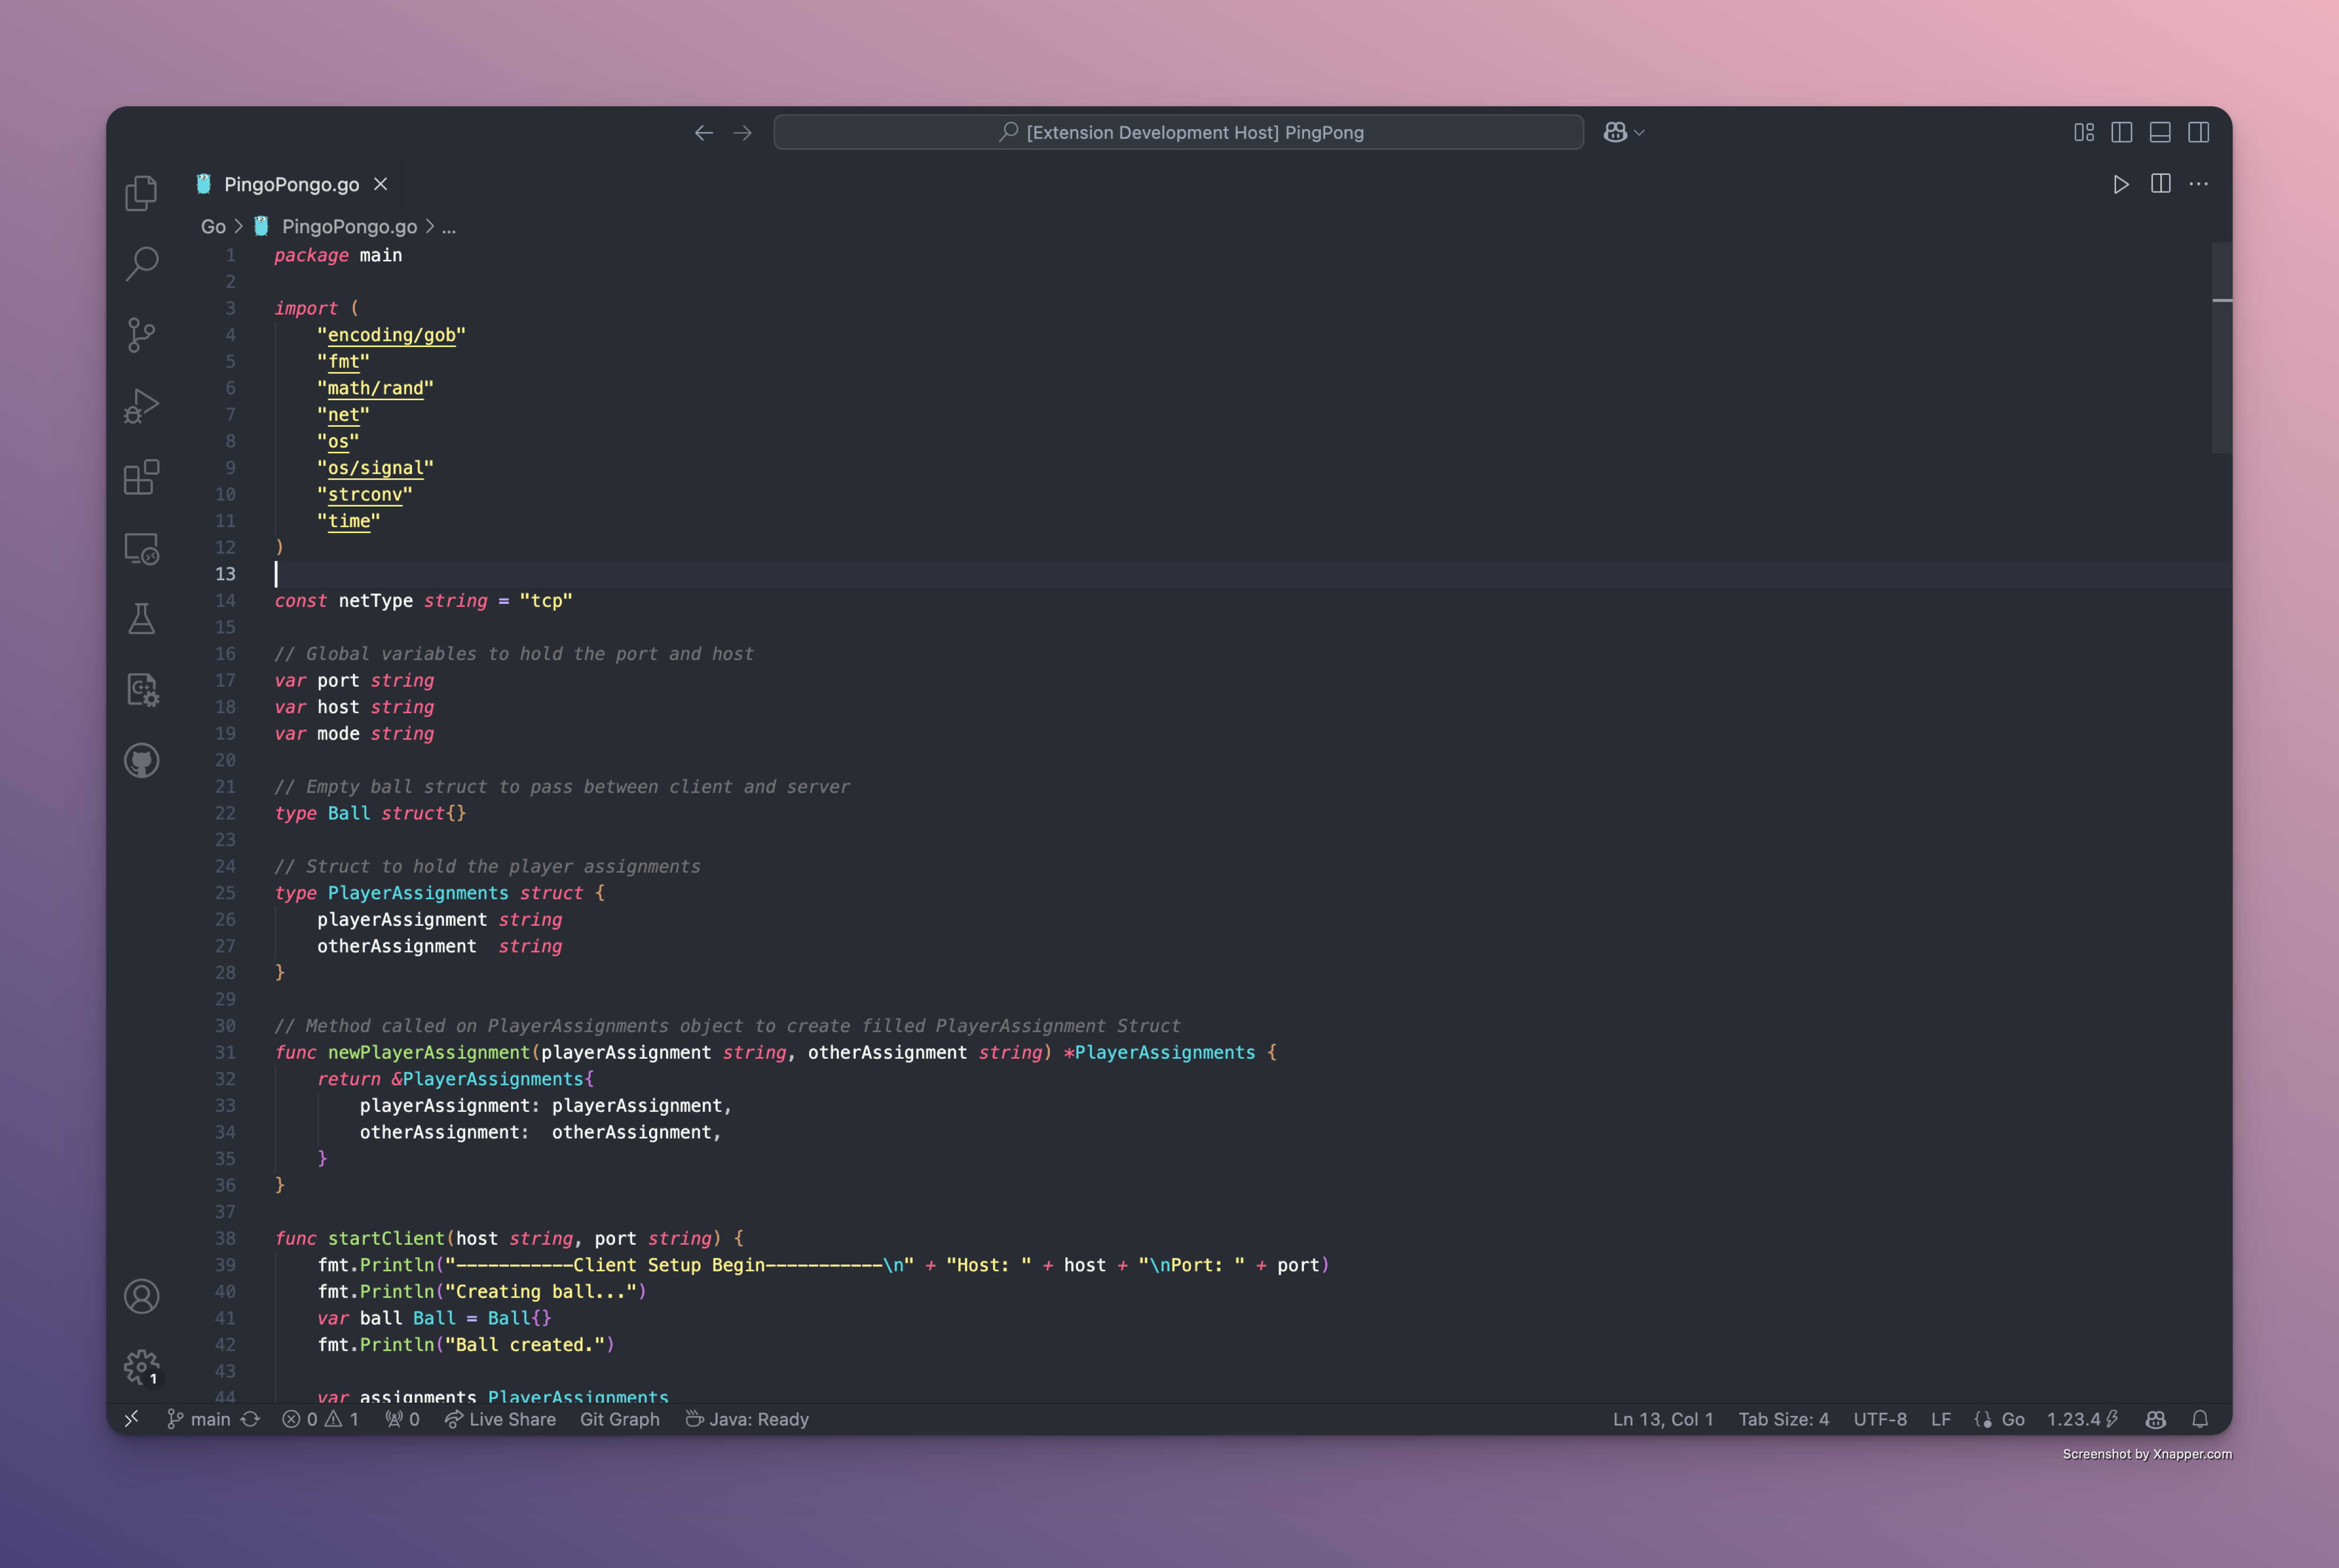 [Extension Development Host] PingPong
PingoPongo.go
Go > PingoPongo.go > ...
1 package main
2
3 import (
4     "encoding/gob"
5     "fmt"
6     "math/rand"
7     "net"
8     "os"
9     "os/signal"
10     "strconv"
11     "time"
12 )
13
14 const netType string = "tcp"
15
16 // Global variables to hold the port and host
17 var port string
18 var host string
19 var mode string
20
21 // Empty ball struct to pass between client and server
22 type Ball struct{}
23
24 // Struct to hold the player assignments
25 type PlayerAssignments struct {
26     playerAssignment string
27     otherAssignment  string
28 }
29
30 // Method called on PlayerAssignments object to create filled PlayerAssignment Struct
31 func newPlayerAssignment(playerAssignment string, otherAssignment string) *PlayerAssignments {
32     return &PlayerAssignments{
33         playerAssignment: playerAssignment,
34         otherAssignment:  otherAssignment,
35     }
36 }
37
38 func startClient(host string, port string) {
39     fmt.Println("-----------Client Setup Begin-----------\n" + "Host: " + host + "\nPort: " + port)
40     fmt.Println("Creating ball...")
41     var ball Ball = Ball{}
42     fmt.Println("Ball created.")
43
44     var assignments PlayerAssignments
1
main 0 1 0 Live Share Git Graph Java: Ready Ln 13, Col 1 Tab Size: 4 UTF-8 LF Go 1.23.4
Screenshot by Xnapper.com